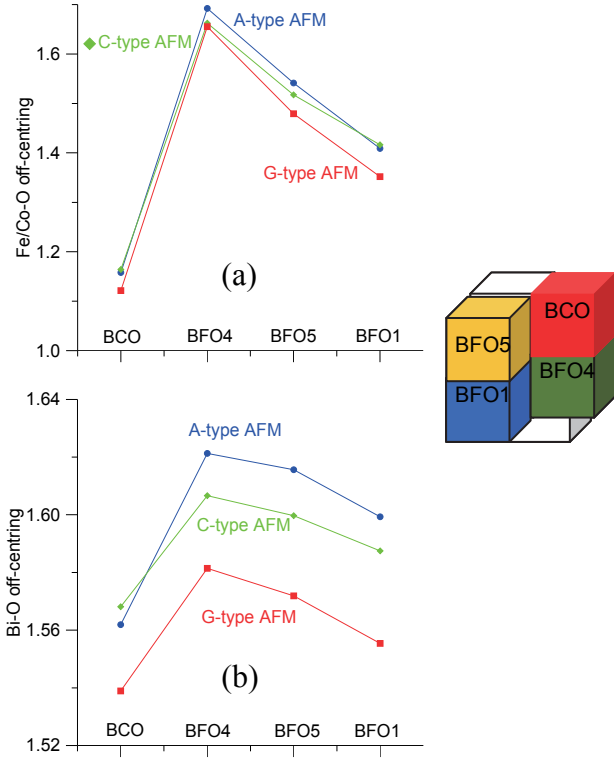 A-type AFM
C-type AFM
G-type AFM
Fe/Co-O off-centring
1.6
1.4
1.2
1.0
(a)
BCO BFO4 BFO5 BFO1
BCO
BFO5
BFO4
BFO1
1.64
1.60
1.56
1.52
Bi-O off-centring
A-type AFM
C-type AFM
G-type AFM
(b)
BCO BFO4 BFO5 BFO1